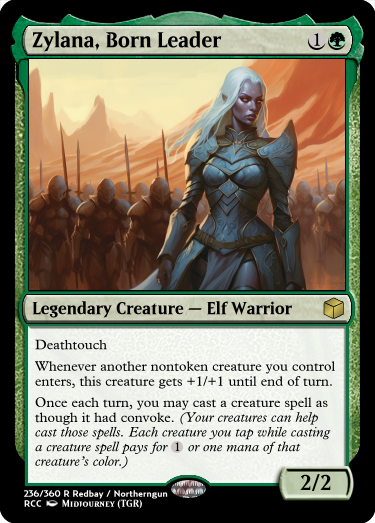 Zylana, Born Leader 1
Legendary Creature — Elf Warrior
Deathtouch
Whenever another nontoken creature you control
enters, this creature gets +1/+1 until end of turn.
Once each turn, you may cast a creature spell as
though it had convoke. (Your creatures can help
cast those spells. Each creature you tap while casting
a creature spell pays for 1 or one mana of that
creature's color.)
2/2
236/360 R Redbay / Northerngun
RCC Midjourney (TGR)